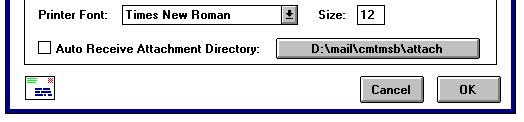 Printer Font: Times New Roman Size: 12
Auto Receive Attachment Directory: D:\mail\cmtmsb\attach
Cancel OK